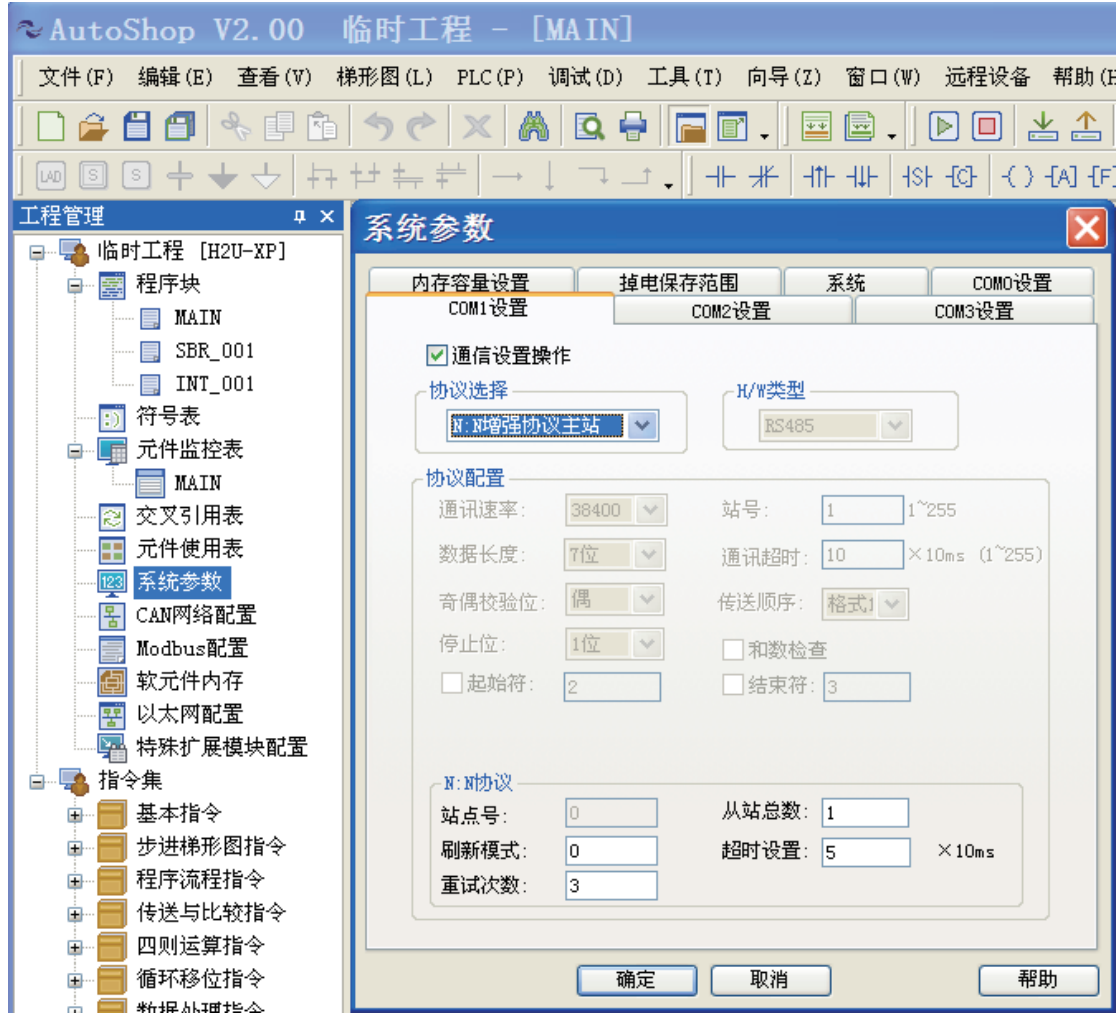 AutoShop V2.00 临时工程 - [MAIN]
文件(F) 编辑(E) 查看(V) 梯形图(L) PLC(P) 调试(D) 工具(T) 向导(Z) 窗口(W) 远程设备 帮助(H
LAD S S
工程管理
临时工程 [H2U-XP]
程序块
MAIN
SBR_001
INT_001
符号表
元件监控表
MAIN
交叉引用表
元件使用表
系统参数
CAN网络配置
Modbus配置
软元件内存
以太网配置
特殊扩展模块配置
指令集
基本指令
步进梯形图指令
程序流程指令
传送与比较指令
四则运算指令
循环移位指令
数据处理指令
系统参数
内存容量设置 掉电保存范围 系统 COM0设置
COM1设置 COM2设置 COM3设置
通信设置操作
协议选择 H/W类型
N:N增强协议主站 RS485
协议配置
通讯速率: 38400 站号: 1 1~255
数据长度: 7位 通讯超时: 10 ×10ms (1~255)
奇偶校验位: 偶 传送顺序: 格式1
停止位: 1位 和数检查
起始符: 2 结束符: 3
N:N协议
站点号: 0 从站总数: 1
刷新模式: 0 超时设置: 5 ×10ms
重试次数: 3
确定 取消 帮助